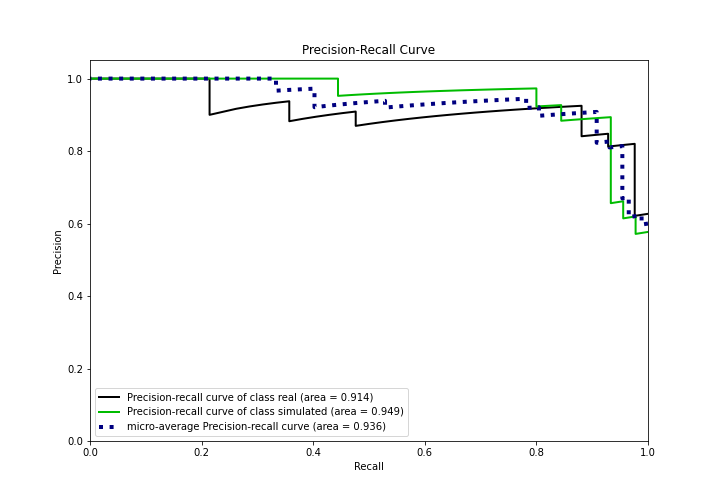 Precision-Recall Curve
Precision
1.0
0.8
0.6
0.4
0.2
0.0
Precision-recall curve of class real (area = 0.914)
Precision-recall curve of class simulated (area = 0.949)
micro-average Precision-recall curve (area = 0.936)
0.0 0.2 0.4 0.6 0.8 1.0
Recall